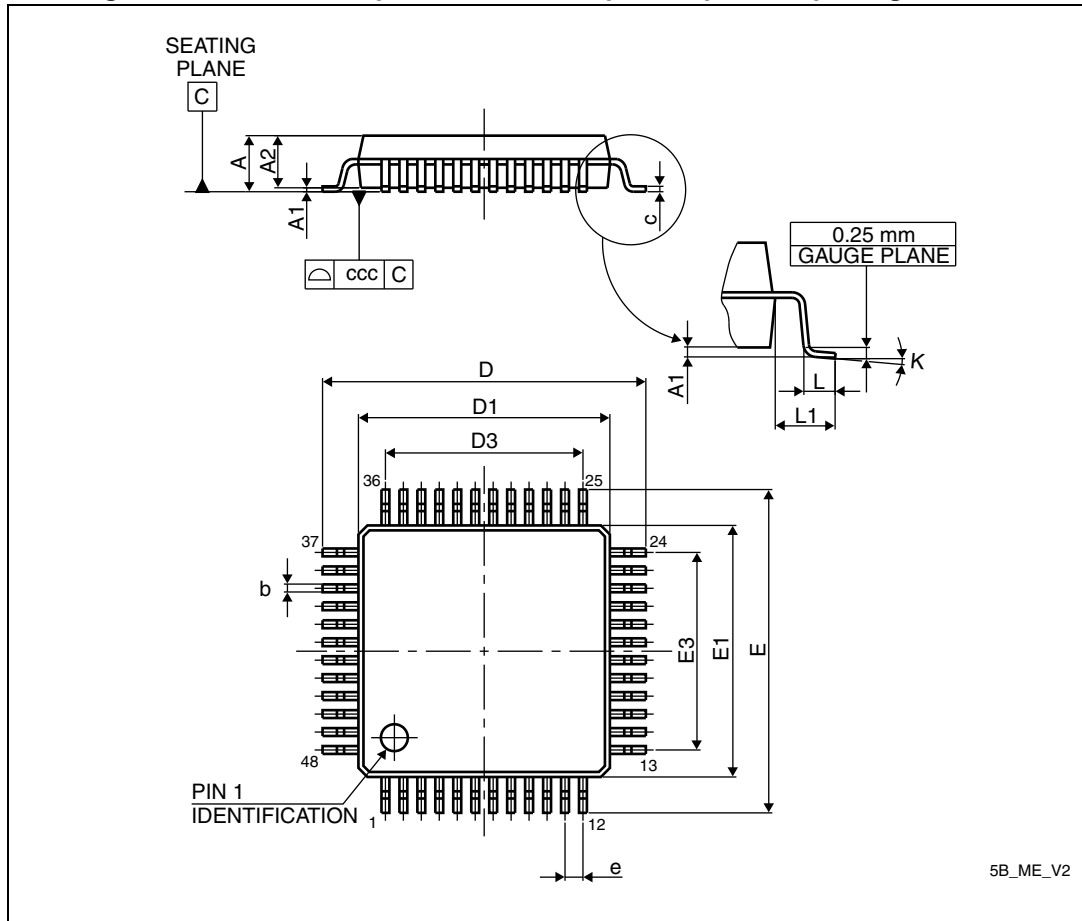 SEATING
PLANE
C
A
A2
A1
c
ccc C
0.25 mm
GAUGE PLANE
A1
K
L
L1
D
D1
D3
36
25
37
24
b
E3
E1
E
48
13
PIN 1
IDENTIFICATION
1
12
e
5B_ME_V2